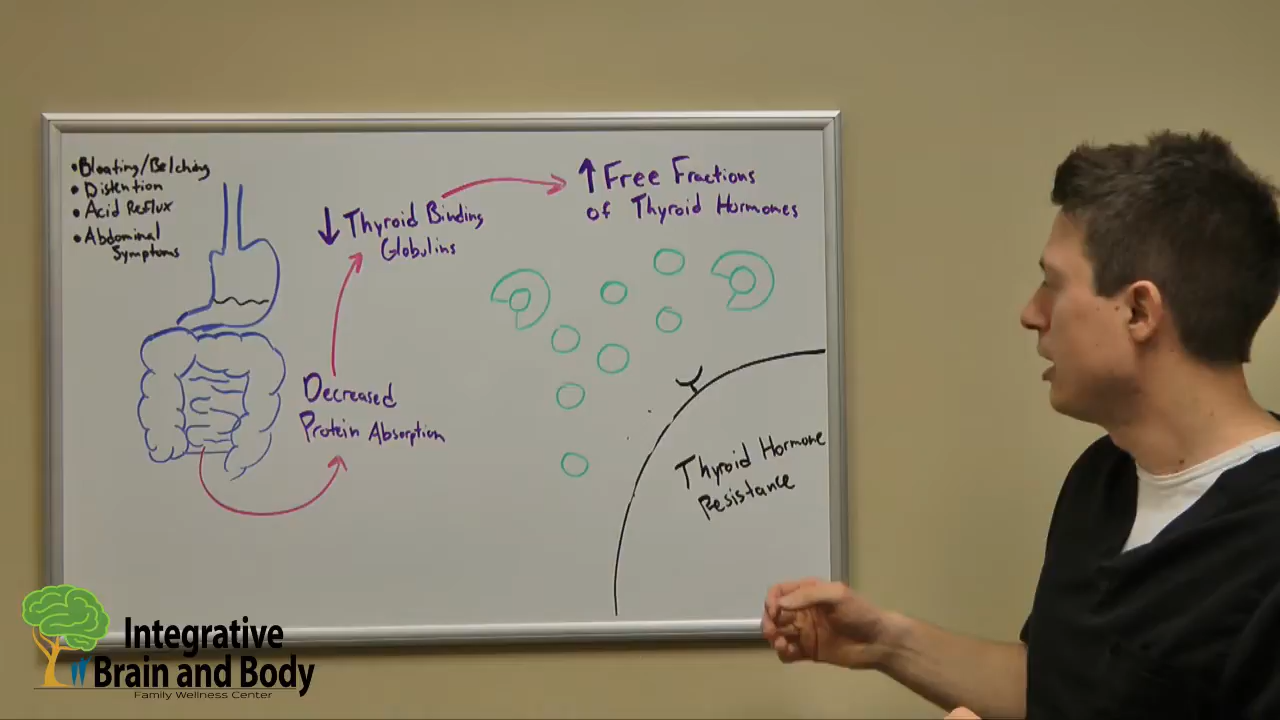 •Bloating/Belching
• Distention
• Acid Reflux
• Abdominal
Symptoms
↓ Thyroid Binding
Globulins
↑ Free Fractions
of Thyroid Hormones
Decreased
Protein Absorption
Thyroid Hormone
Resistance
Integrative
Brain and Body
Family Wellness Center